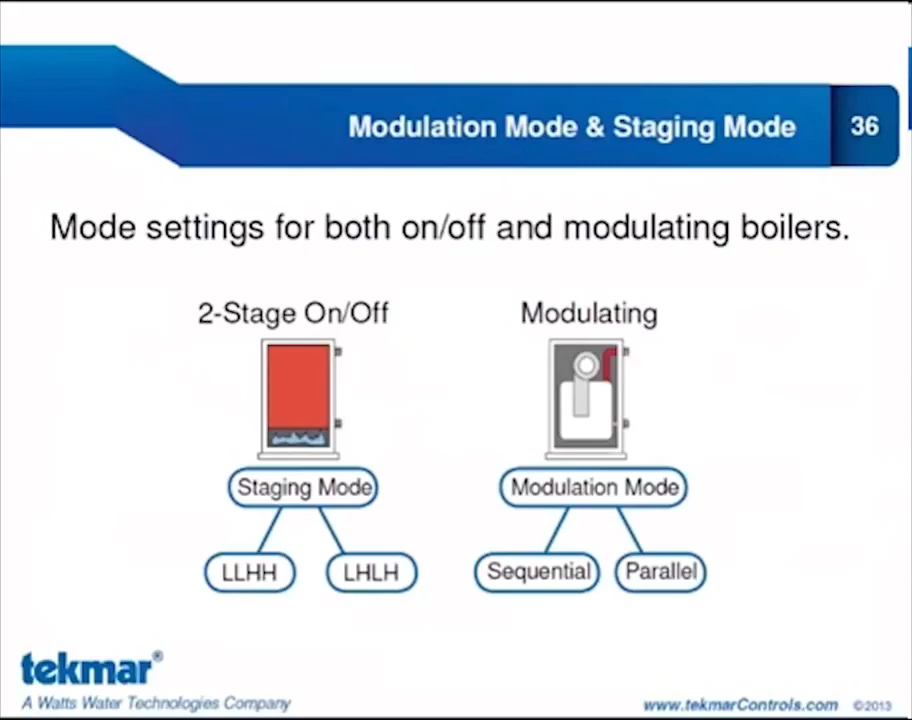 Modulation Mode & Staging Mode
36
Mode settings for both on/off and modulating boilers.
2-Stage On/Off
Modulating
Staging Mode
Modulation Mode
LLHH
LHLH
Sequential
Parallel
tekmar®
A Watts Water Technologies Company
www.tekmarControls.com ©2013